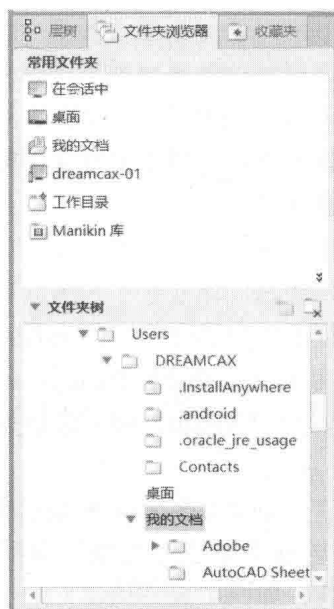 层树 文件夹浏览器 收藏夹
常用文件夹
在会话中
桌面
我的文档
dreamcax-01
工作目录
Manikin 库
文件夹树
Users
DREAMCAX
.InstallAnywhere
.android
.oracle_jre_usage
Contacts
桌面
我的文档
Adobe
AutoCAD Sheet